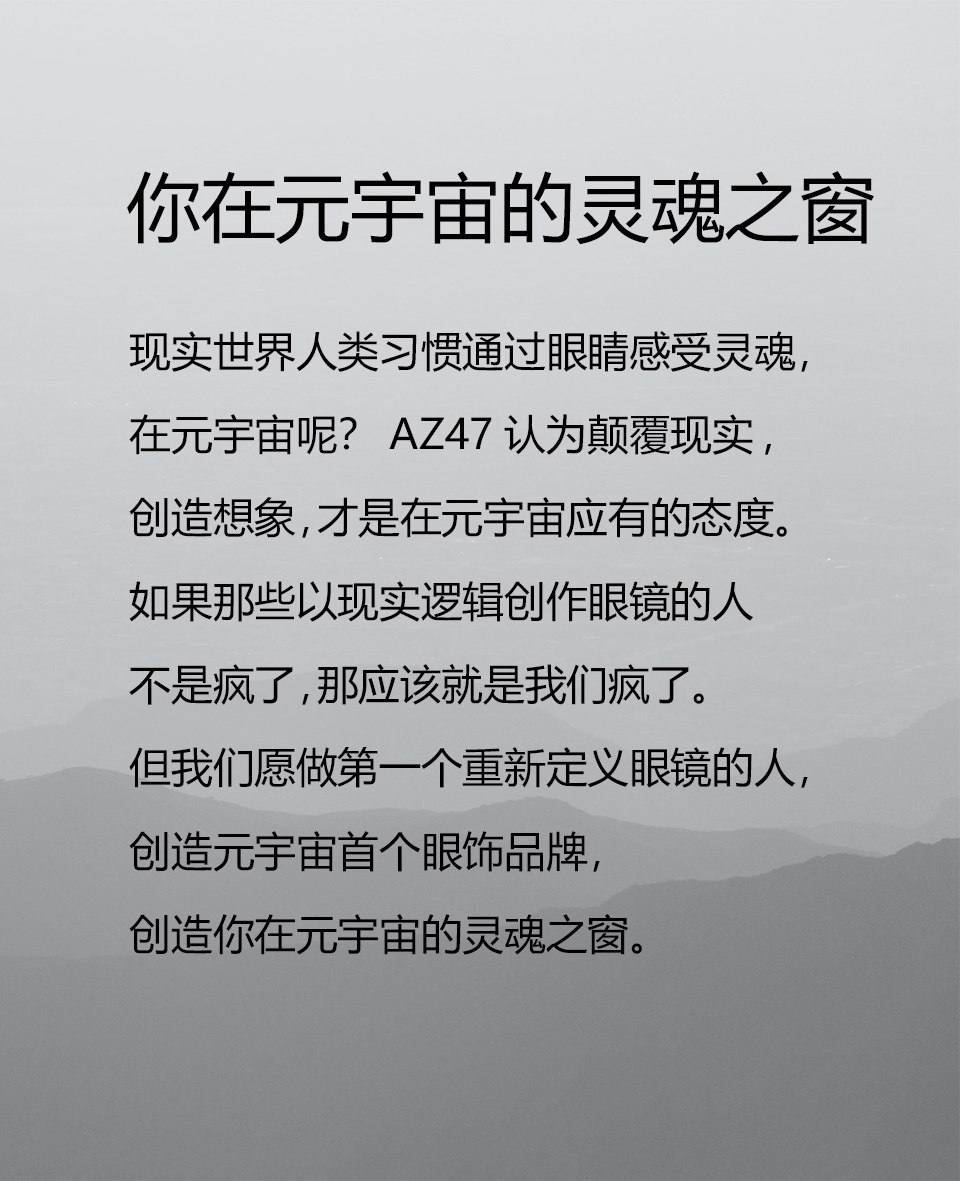 你在元宇宙的灵魂之窗
现实世界人类习惯通过眼睛感受灵魂，
在元宇宙呢？ AZ47 认为颠覆现实，
创造想象，才是在元宇宙应有的态度。
如果那些以现实逻辑创作眼镜的人
不是疯了，那应该就是我们疯了。
但我们愿做第一个重新定义眼镜的人，
创造元宇宙首个眼饰品牌，
创造你在元宇宙的灵魂之窗。